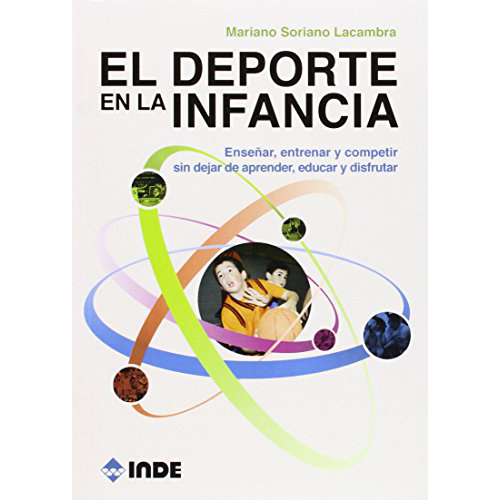 Mariano Soriano Lacambra
EL DEPORTE
EN LA INFANCIA
Enseñar, entrenar y competir
sin dejar de aprender, educar y disfrutar
INDE